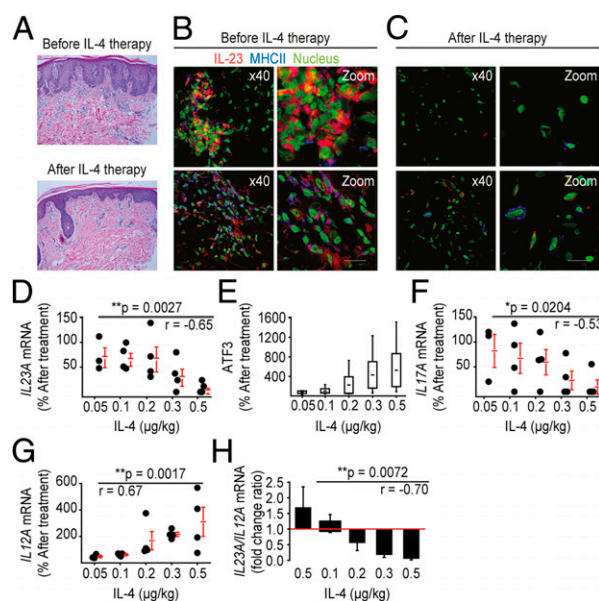 A
Before IL-4 therapy
After IL-4 therapy
B
Before IL-4 therapy
IL-23 MHCII Nucleus
x40
Zoom
x40
Zoom
C
After IL-4 therapy
x40
Zoom
x40
Zoom
D
**p = 0.0027
r = -0.65
IL23A mRNA
(% After treatment)
150
100
50
0.05 0.1 0.2 0.3 0.5
IL-4 (µg/kg)
E
ATF3
(% After treatment)
1600
1200
800
400
0.05 0.1 0.2 0.3 0.5
IL-4 (µg/kg)
F
*p = 0.0204
r = -0.53
IL17A mRNA
(% After treatment)
150
100
50
0.05 0.1 0.2 0.3 0.5
IL-4 (µg/kg)
G
**p = 0.0017
r = 0.67
IL12A mRNA
(% After treatment)
600
400
200
0.05 0.1 0.2 0.3 0.5
IL-4 (µg/kg)
H
**p = 0.0072
r = -0.70
IL23A/IL12A mRNA
(fold change ratio)
2.5
2.0
1.5
1.0
0.5
0.0
0.5 0.1 0.2 0.3 0.5
IL-4 (µg/kg)